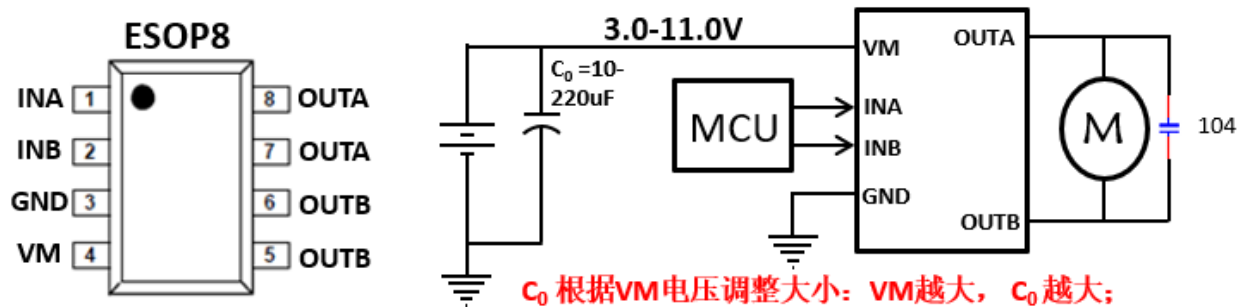 ESOP8
INA 1 8 OUTA
INB 2 7 OUTA
GND 3 6 OUTB
VM 4 5 OUTB
3.0-11.0V
C₀ =10-
220uF
MCU
VM
INA
INB
GND
OUTA
OUTB
M
104
C₀ 根据VM电压调整大小：VM越大， C₀ 越大；